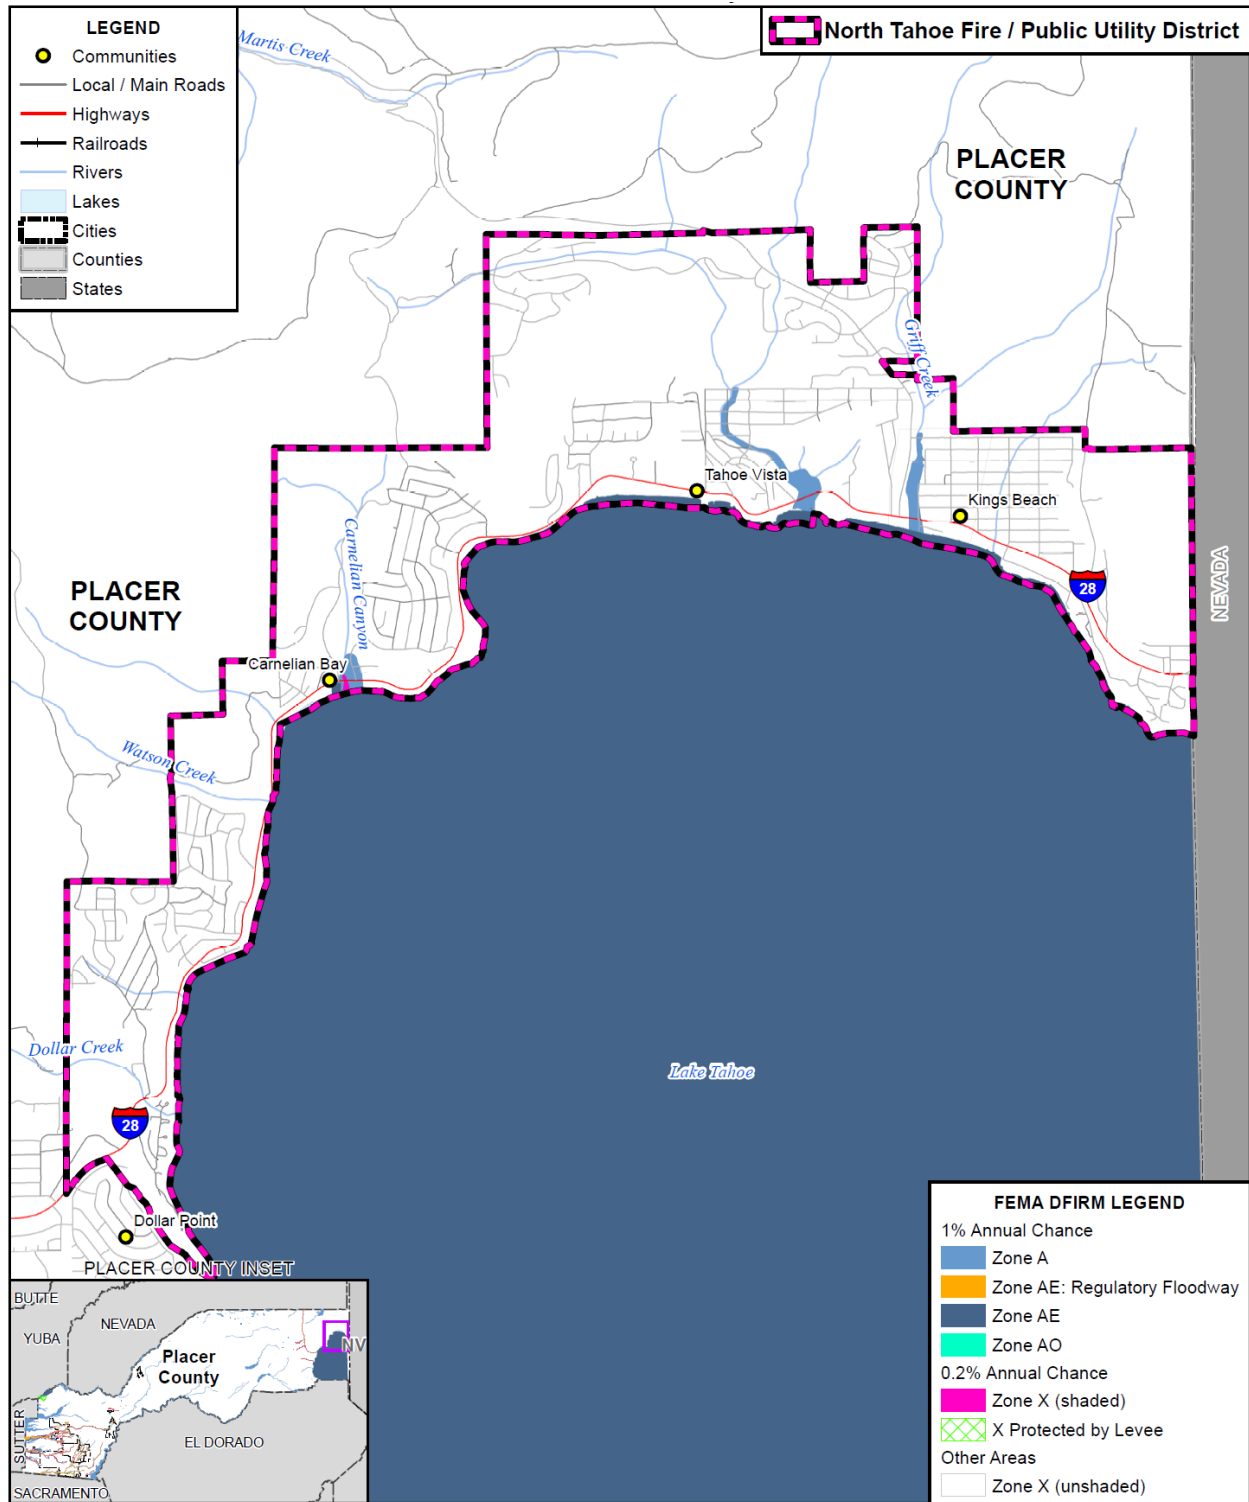 LEGEND
Communities
Local / Main Roads
Highways
Railroads
Rivers
Lakes
Cities
Counties
States
North Tahoe Fire / Public Utility District
Martis Creek
PLACER
COUNTY
Griff Creek
Tahoe Vista
Kings Beach
28
NEVADA
Carnelian Canyon
PLACER
COUNTY
Carnelian Bay
Watson Creek
Dollar Creek
Lake Tahoe
28
Dollar Point
PLACER COUNTY INSET
BUTTE
YUBA
NEVADA
NV
Placer
County
SUTTER
EL DORADO
SACRAMENTO
FEMA DFIRM LEGEND
1% Annual Chance
Zone A
Zone AE: Regulatory Floodway
Zone AE
Zone AO
0.2% Annual Chance
Zone X (shaded)
X Protected by Levee
Other Areas
Zone X (unshaded)